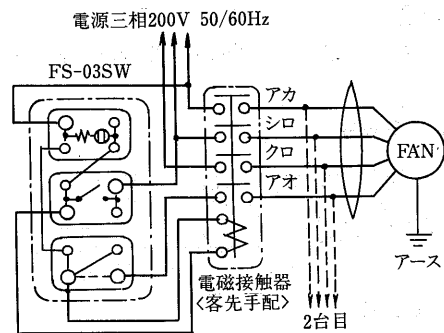 電源三相200V 50/60Hz
FS-03SW
アカ
シロ
クロ
アオ
FAN
アース
電磁接触器
<客先手配>
2台目